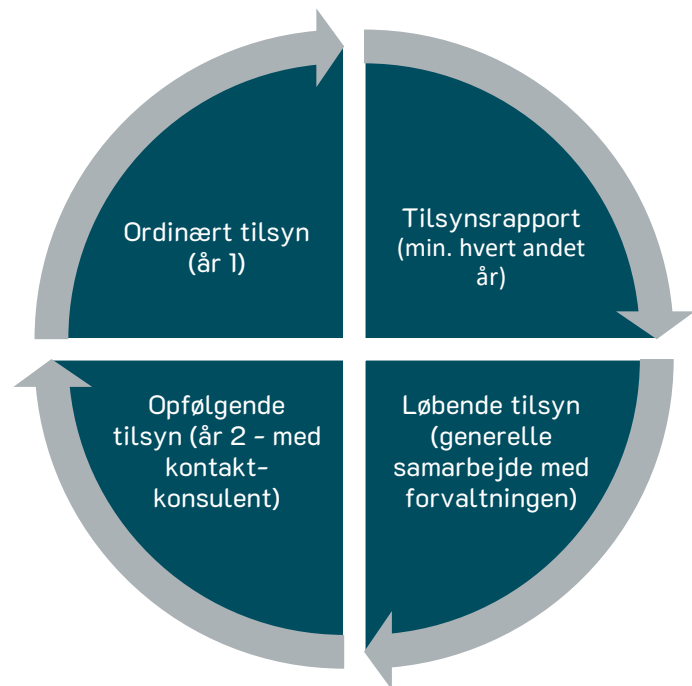 Ordinært tilsyn
(år 1)
Tilsynsrapport
(min. hvert andet
år)
Opfølgende
tilsyn (år 2 - med
kontakt-
konsulent)
Løbende tilsyn
(generelle
samarbejde med
forvaltningen)